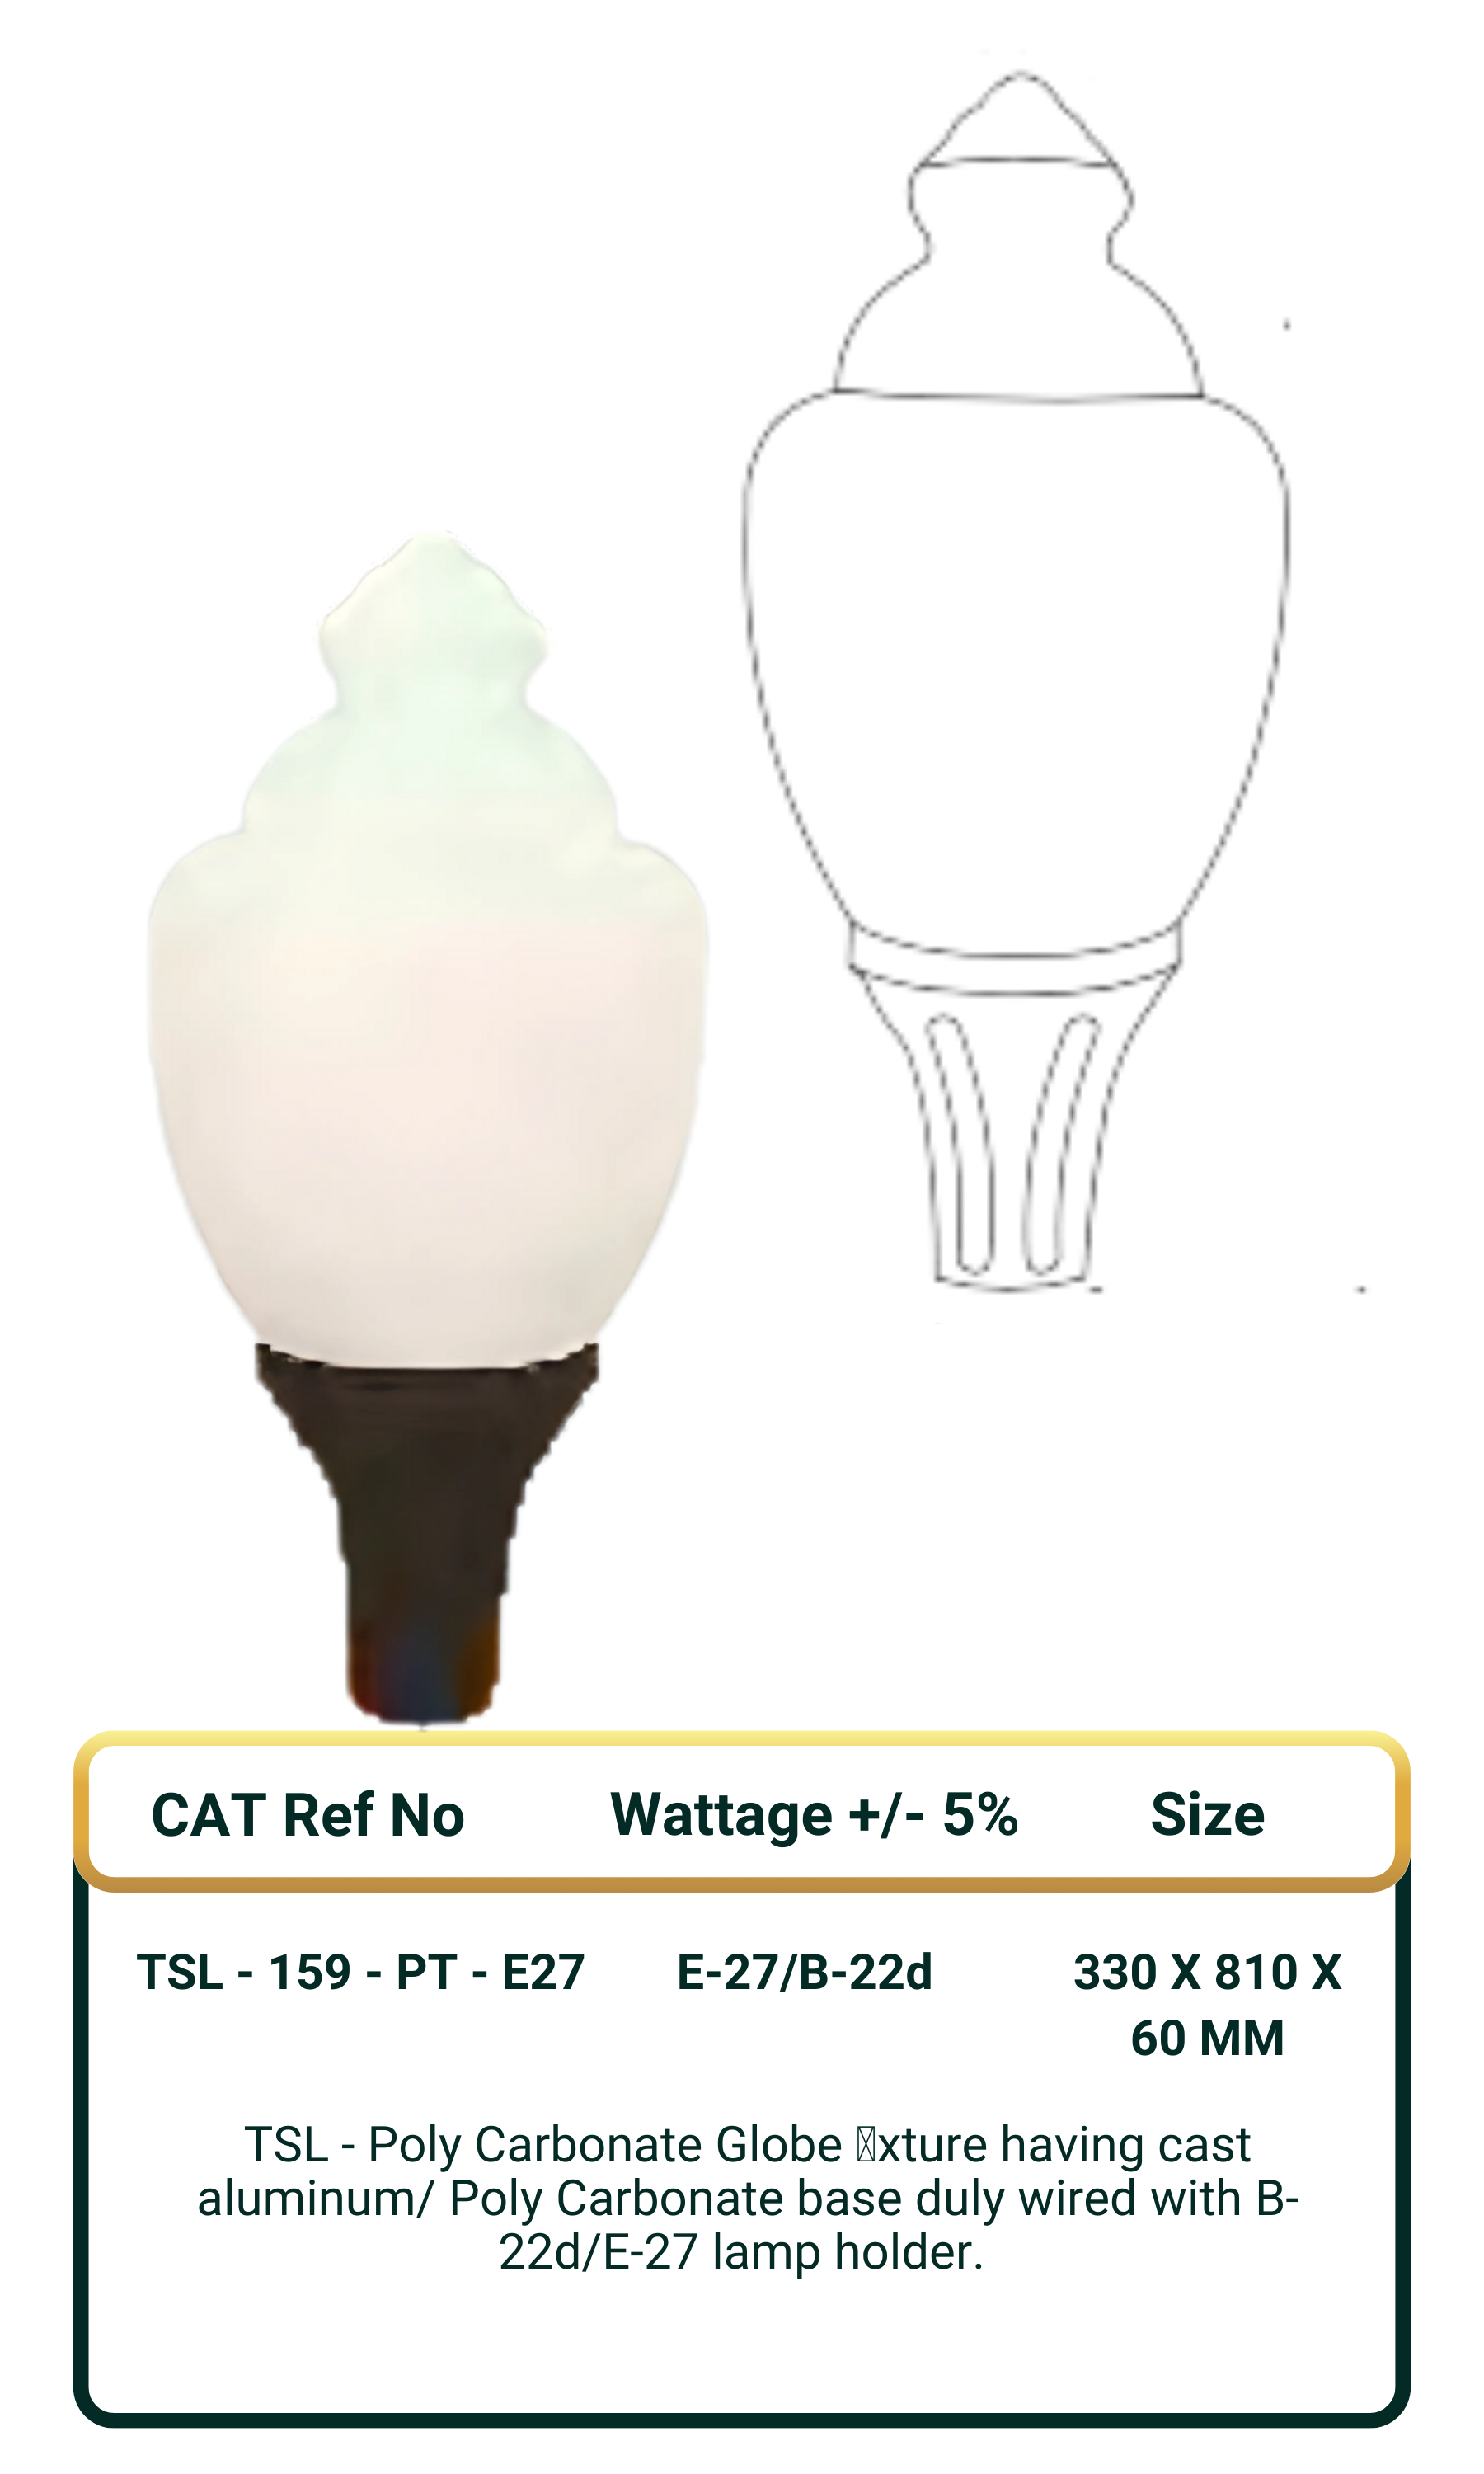 CAT Ref No Wattage +/- 5% Size
TSL - 159 - PT - E27 E-27/B-22d 330 X 810 X
60 MM
TSL - Poly Carbonate Globe xture having cast
aluminum/ Poly Carbonate base duly wired with B-
22d/E-27 lamp holder.